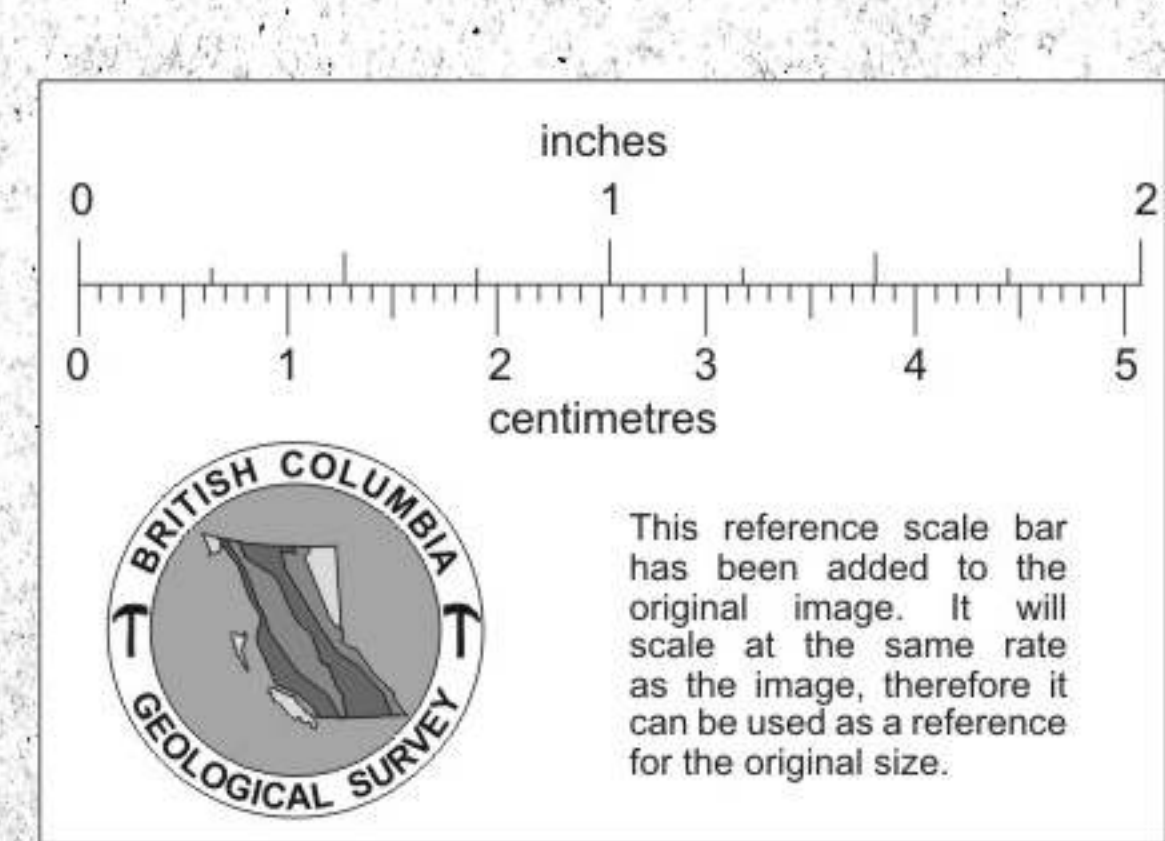 inches
0 1 2
0 1 2 3 4 5
centimetres
BRITISH COLUMBIA
GEOLOGICAL SURVEY
This reference scale bar
has been added to the
original image. It will
scale at the same rate
as the image, therefore it
can be used as a reference
for the original size.